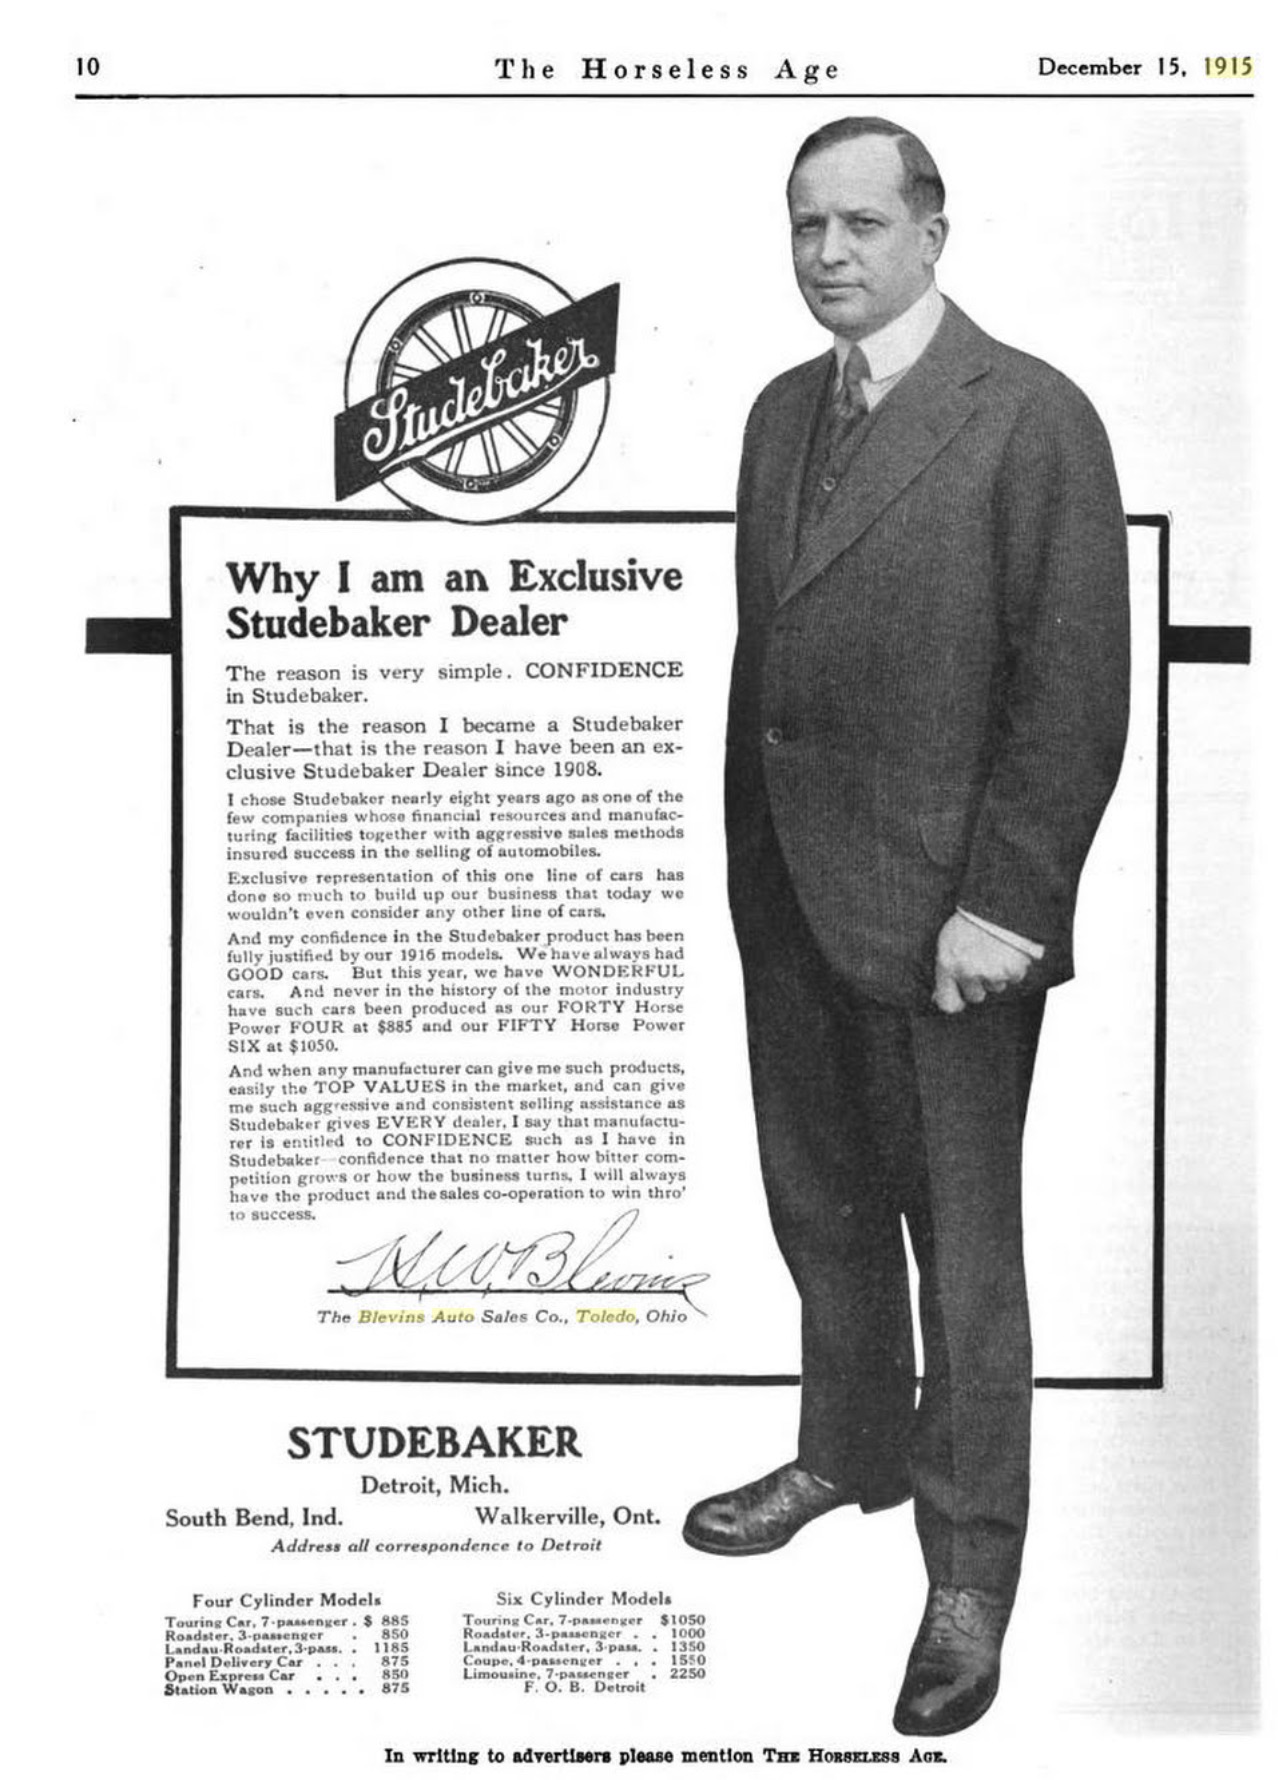 10
The Horseless Age
December 15, 1915
Studebaker
Why I am an Exclusive
Studebaker Dealer
The reason is very simple. CONFIDENCE
in Studebaker.
That is the reason I became a Studebaker
Dealer—that is the reason I have been an ex-
clusive Studebaker Dealer since 1908.
I chose Studebaker nearly eight years ago as one of the
few companies whose financial resources and manufac-
turing facilities together with aggressive sales methods
insured success in the selling of automobiles.
Exclusive representation of this one line of cars has
done so much to build up our business that today we
wouldn't even consider any other line of cars.
And my confidence in the Studebaker product has been
fully justified by our 1916 models. We have always had
GOOD cars. But this year, we have WONDERFUL
cars. And never in the history of the motor industry
have such cars been produced as our FORTY Horse
Power FOUR at $885 and our FIFTY Horse Power
SIX at $1050.
And when any manufacturer can give me such products,
easily the TOP VALUES in the market, and can give
me such aggressive and consistent selling assistance as
Studebaker gives EVERY dealer, I say that manufactu-
rer is entitled to CONFIDENCE such as I have in
Studebaker—confidence that no matter how bitter com-
petition grows or how the business turns, I will always
have the product and the sales co-operation to win thro'
to success.
H.W. Blevins
The Blevins Auto Sales Co., Toledo, Ohio
STUDEBAKER
Detroit, Mich.
South Bend, Ind. Walkerville, Ont.
Address all correspondence to Detroit
Four Cylinder Models
Touring Car, 7-passenger . $ 885
Roadster, 3-passenger . 850
Landau-Roadster, 3-pass. . 1185
Panel Delivery Car . . . 875
Open Express Car . . . 850
Station Wagon . . . . . 875
Six Cylinder Models
Touring Car, 7-passenger $1050
Roadster, 3-passenger . . 1000
Landau-Roadster, 3-pass. . 1350
Coupe, 4-passenger . . . 1550
Limousine, 7-passenger . 2250
F. O. B. Detroit
In writing to advertisers please mention THE HORSELESS AGE.